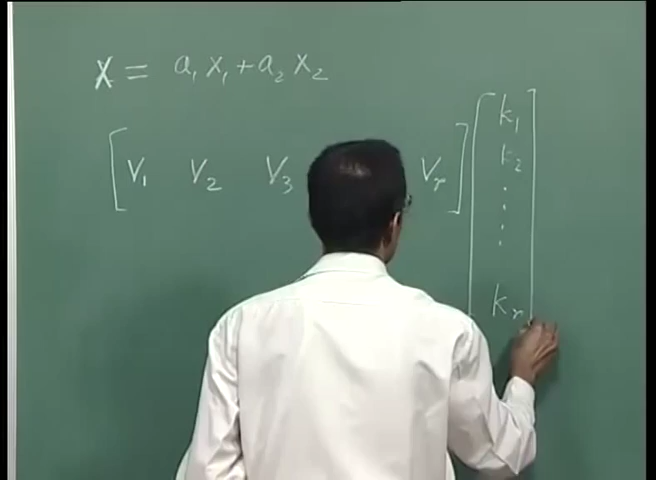 X = a₁ x₁ + a₂ x₂
[ V₁ V₂ V₃ Vᵣ ] [ k₁
k₂
⋮
kᵣ ]